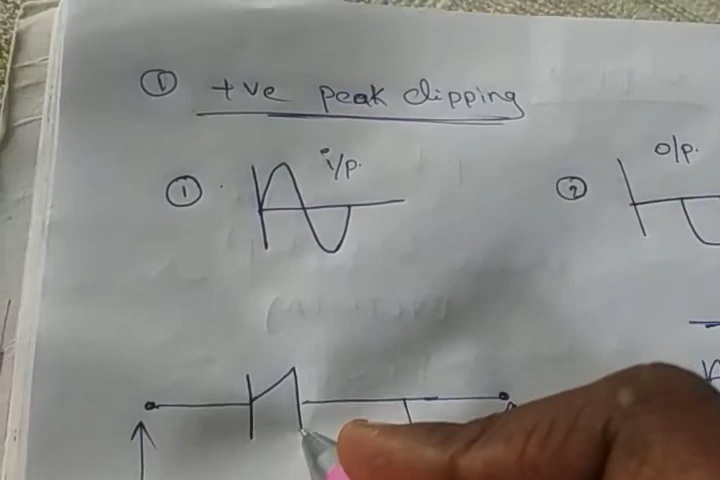 ① +ve peak clipping
① i/p.
② o/p.